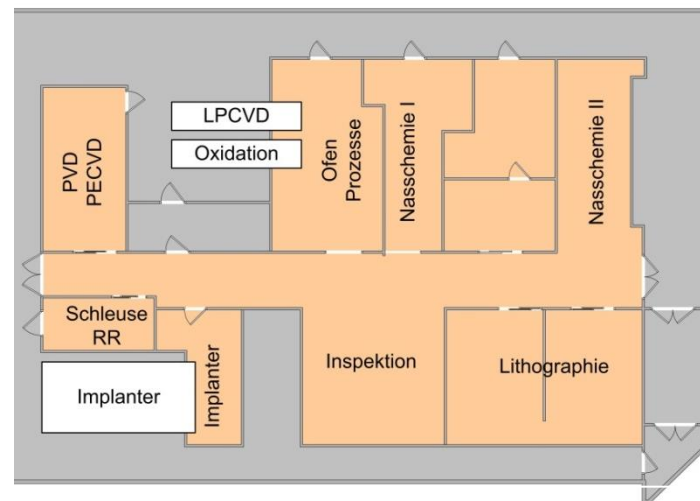 LPCVD
Oxidation
PVD
PECVD
Ofen
Prozesse
Nasschemie I
Nasschemie II
Schleuse
RR
Implanter
Implanter
Inspektion
Lithographie